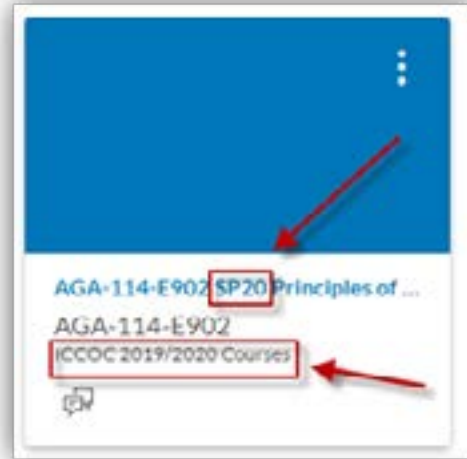 AGA-114-E902 SP20 Principles of ...
AGA-114-E902
ICCOC 2019/2020 Courses